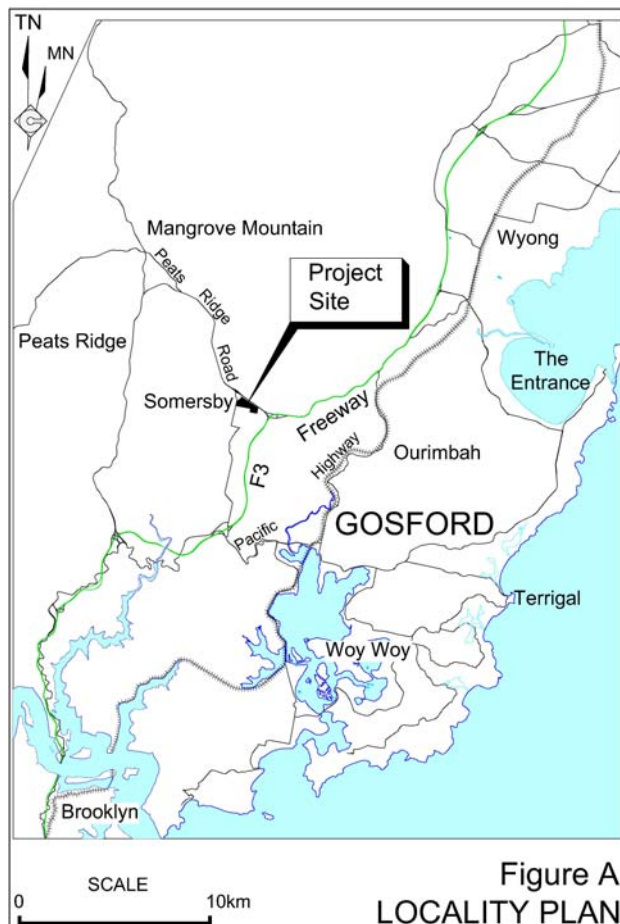 TN
MN
Mangrove Mountain
Wyong
Peats Ridge Road
Project
Site
Peats Ridge
The
Entrance
Somersby
Freeway
F3
Highway
Ourimbah
Pacific
GOSFORD
Terrigal
Woy Woy
Brooklyn
SCALE
0
10km
Figure A
LOCALITY PLAN